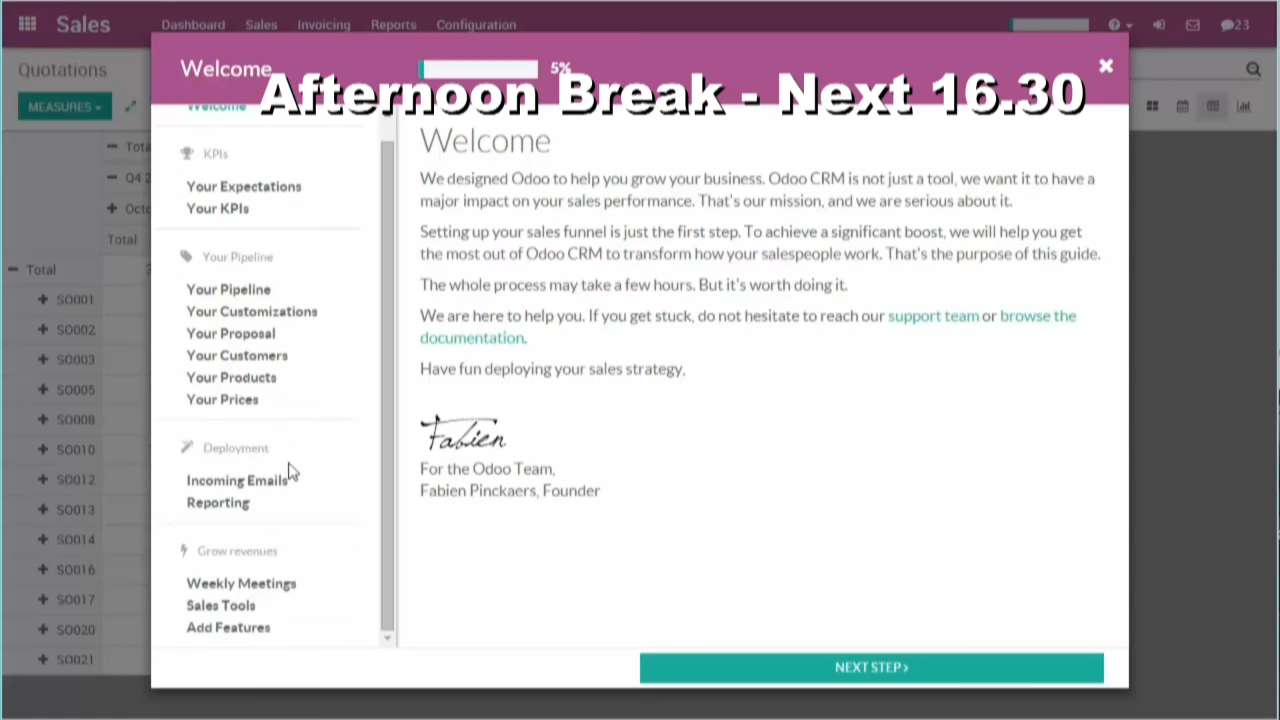 Sales
Dashboard Sales Invoicing Reports Configuration
23
Quotations
MEASURES
Welcome
5%
Afternoon Break - Next 16.30
Welcome
KPIs
Your Expectations
Your KPIs
Your Pipeline
Your Pipeline
Your Customizations
Your Proposal
Your Customers
Your Products
Your Prices
Deployment
Incoming Emails
Reporting
Grow revenues
Weekly Meetings
Sales Tools
Add Features
Welcome
We designed Odoo to help you grow your business. Odoo CRM is not just a tool, we want it to have a
major impact on your sales performance. That's our mission, and we are serious about it.
Setting up your sales funnel is just the first step. To achieve a significant boost, we will help you get
the most out of Odoo CRM to transform how your salespeople work. That's the purpose of this guide.
The whole process may take a few hours. But it's worth doing it.
We are here to help you. If you get stuck, do not hesitate to reach our support team or browse the
documentation.
Have fun deploying your sales strategy.
Fabien
For the Odoo Team,
Fabien Pinckaers, Founder
NEXT STEP
Q4
Total
Total
SO001
SO002
SO003
SO005
SO008
SO010
SO012
SO013
SO014
SO016
SO017
SO020
SO021